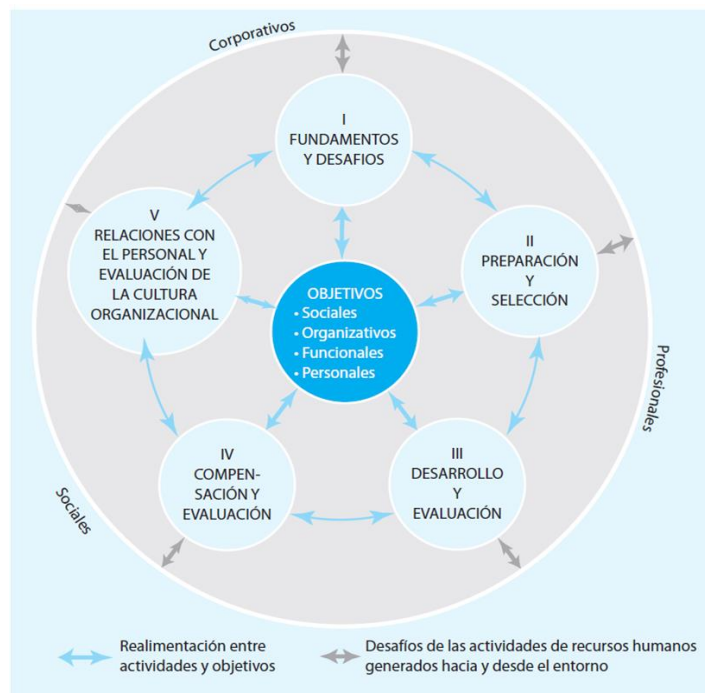 Corporativos
I
FUNDAMENTOS
Y DESAFIOS
V
RELACIONES CON
EL PERSONAL Y
EVALUACIÓN DE
LA CULTURA
ORGANIZACIONAL
II
PREPARACIÓN
Y
SELECCIÓN
OBJETIVOS
• Sociales
• Organizativos
• Funcionales
• Personales
Profesionales
IV
COMPEN-
SACIÓN Y
EVALUACIÓN
III
DESARROLLO
Y
EVALUACIÓN
Sociales
Realimentación entre
actividades y objetivos
Desafíos de las actividades de recursos humanos
generados hacia y desde el entorno